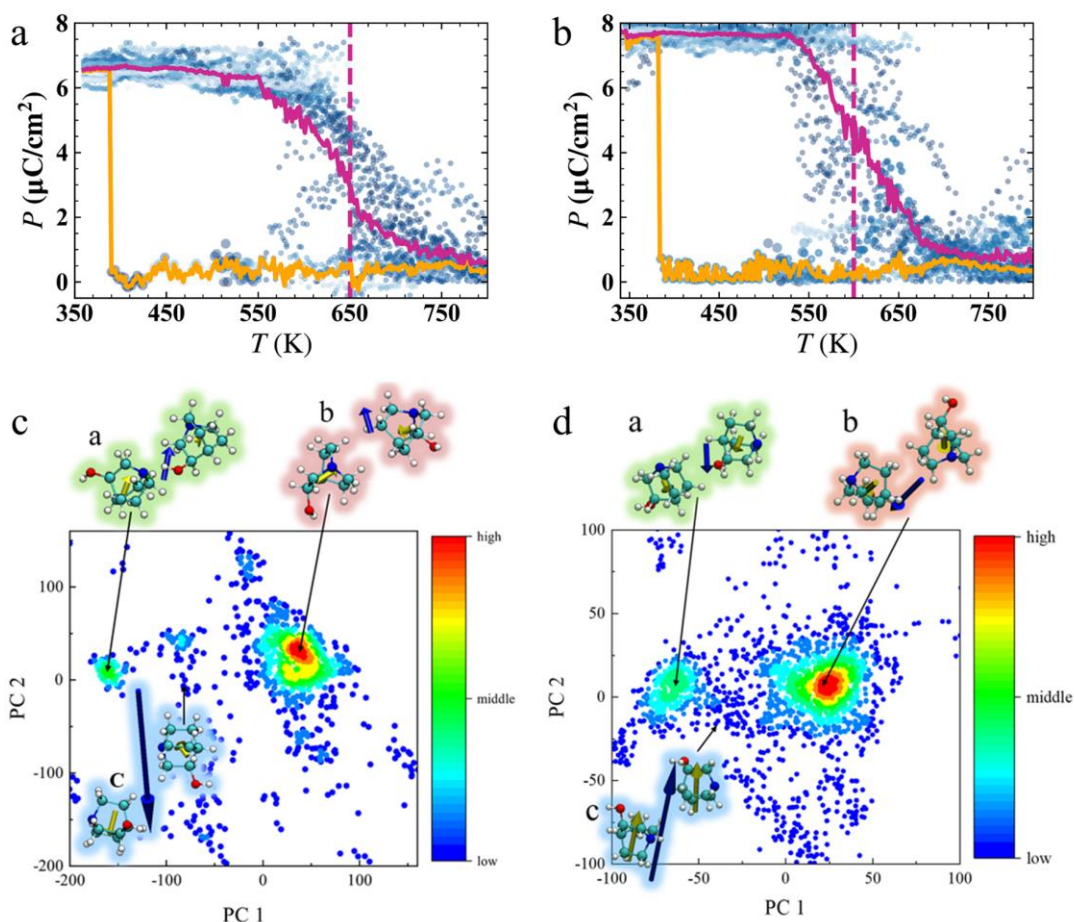 a
b
8
6
4
2
0
P (μC/cm²)
350 450 550 650 750
T (K)
8
6
4
2
0
P (μC/cm²)
350 450 550 650 750
T (K)
c
a
b
100
0
-100
-200
PC 2
-200 -100 0 100
PC 1
C
high
middle
low
d
a
b
100
50
0
-50
-100
PC 2
-100 -50 0 50 100
PC 1
c
high
middle
low